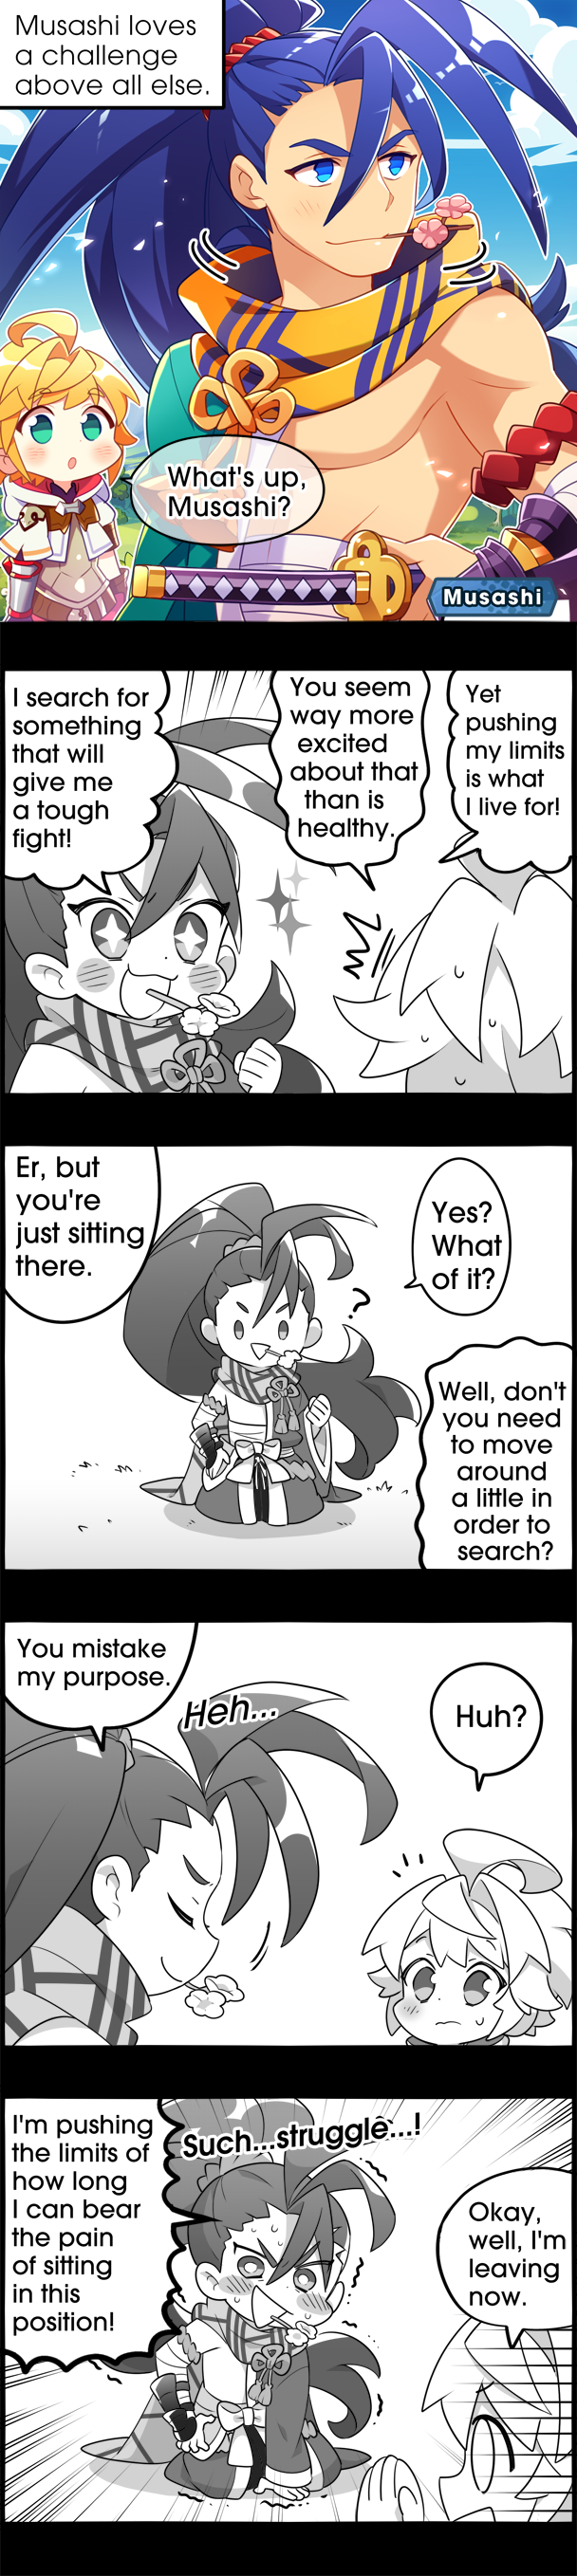 Musashi loves
a challenge
above all else.
What's up,
Musashi?
Musashi
I search for
something
that will
give me
a tough
fight!
You seem
way more
excited
about that
than is
healthy.
Yet
pushing
my limits
is what
I live for!
Er, but
you're
just sitting
there.
Yes?
What
of it?
?
Well, don't
you need
to move
around
a little in
order to
search?
You mistake
my purpose.
Heh...
Huh?
I'm pushing
the limits of
how long
I can bear
the pain
of sitting
in this
position!
Such...struggle...!
Okay,
well, I'm
leaving
now.